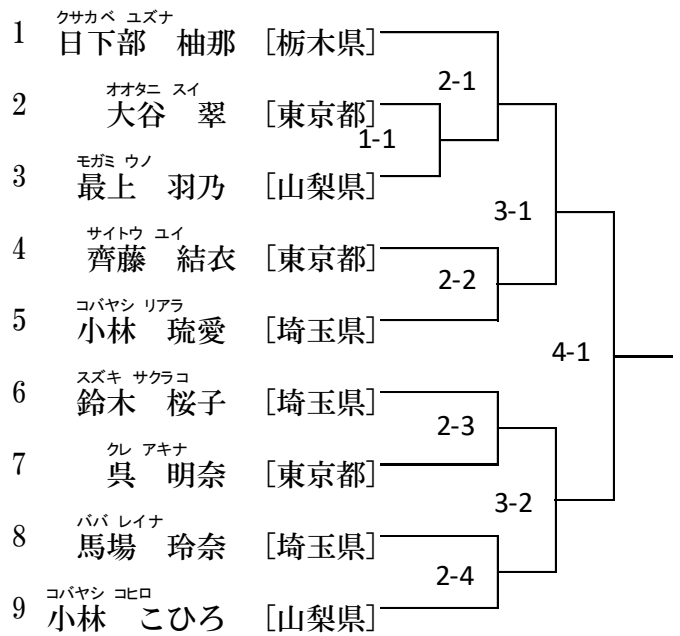 クサカベ ユズナ
1 日下部 柚那 [栃木県]
2-1
オオタニ スイ
2 大谷 翠 [東京都]
1-1
モガミ ウノ
3 最上 羽乃 [山梨県]
3-1
サイトウ ユイ
4 齊藤 結衣 [東京都]
2-2
コバヤシ リアラ
5 小林 琉愛 [埼玉県]
4-1
スズキ サクラコ
6 鈴木 桜子 [埼玉県]
2-3
クレ アキナ
7 呉 明奈 [東京都]
3-2
ババ レイナ
8 馬場 玲奈 [埼玉県]
2-4
コバヤシ コヒロ
9 小林 こひろ [山梨県]